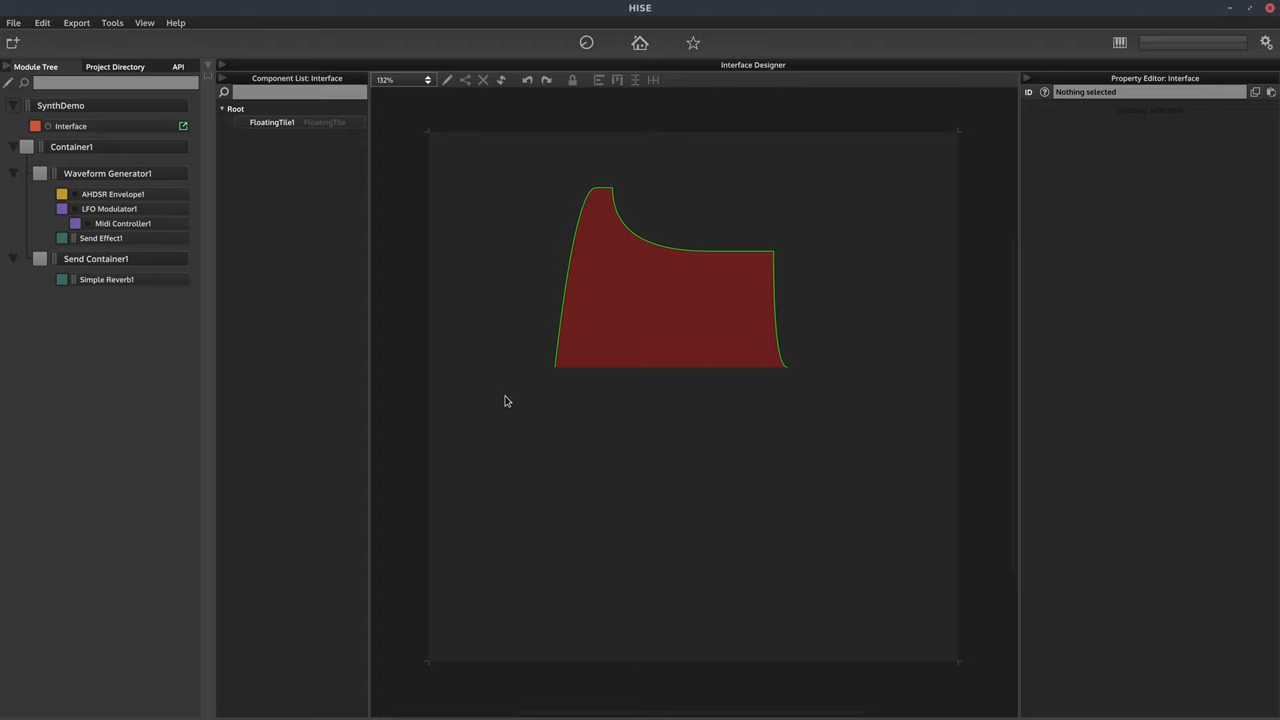 HISE
File Edit Export Tools View Help
Module Tree Project Directory API
SynthDemo
Interface
Container1
Waveform Generator1
AHDSR Envelope1
LFO Modulator1
Midi Controller1
Send Effect1
Send Container1
Simple Reverb1
Component List: Interface
Root
FloatingTile1 FloatingTile
Interface Designer
132%
Property Editor: Interface
ID Nothing selected
(nothing selected)